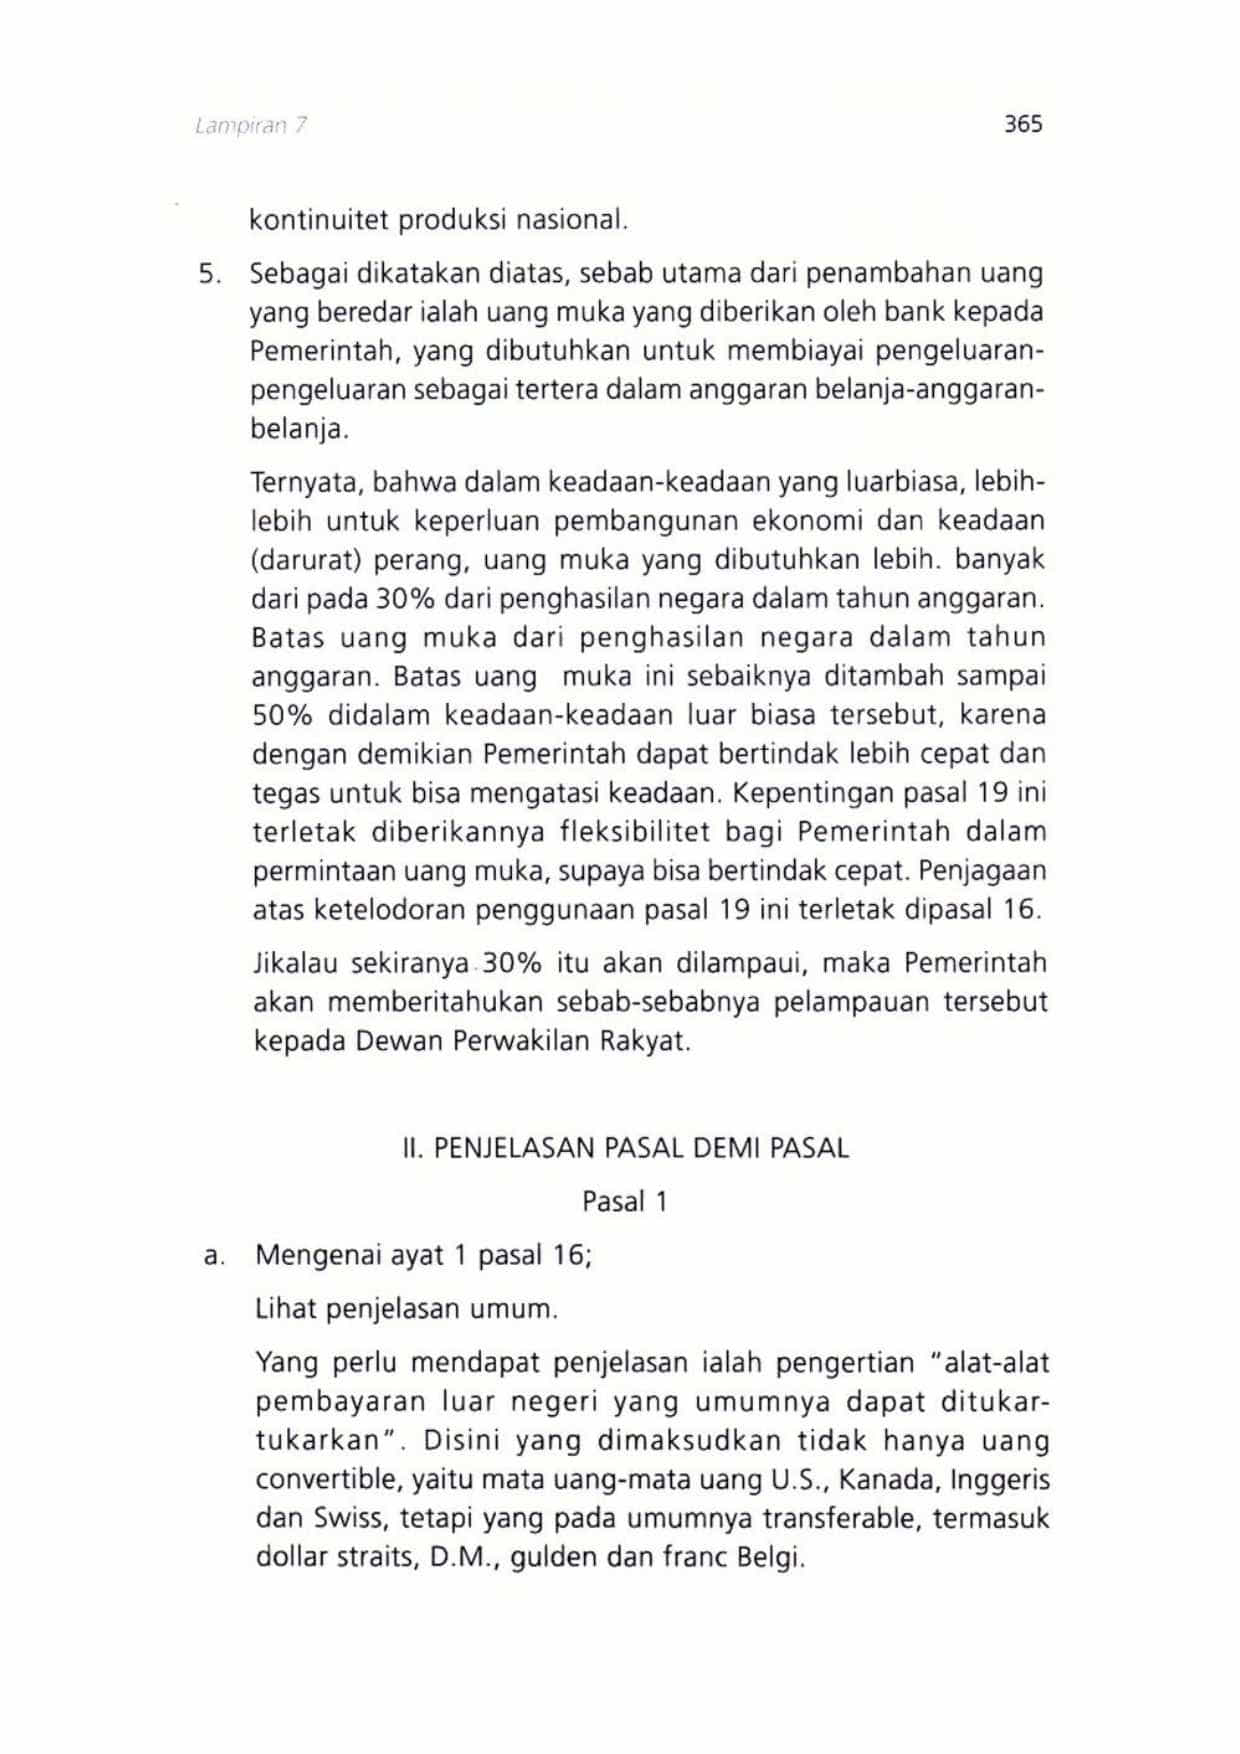 Lampiran 7
365
kontinuitet produksi nasional.
5. Sebagai dikatakan diatas, sebab utama dari penambahan uang
yang beredar ialah uang muka yang diberikan oleh bank kepada
Pemerintah, yang dibutuhkan untuk membiayai pengeluaran-
pengeluaran sebagai tertera dalam anggaran belanja-anggaran-
belanja.
Ternyata, bahwa dalam keadaan-keadaan yang luarbiasa, lebih-
lebih untuk keperluan pembangunan ekonomi dan keadaan
(darurat) perang, uang muka yang dibutuhkan lebih. banyak
dari pada 30% dari penghasilan negara dalam tahun anggaran.
Batas uang muka dari penghasilan negara dalam tahun
anggaran. Batas uang muka ini sebaiknya ditambah sampai
50% didalam keadaan-keadaan luar biasa tersebut, karena
dengan demikian Pemerintah dapat bertindak lebih cepat dan
tegas untuk bisa mengatasi keadaan. Kepentingan pasal 19 ini
terletak diberikannya fleksibilitet bagi Pemerintah dalam
permintaan uang muka, supaya bisa bertindak cepat. Penjagaan
atas ketelodoran penggunaan pasal 19 ini terletak dipasal 16.
Jikalau sekiranya 30% itu akan dilampaui, maka Pemerintah
akan memberitahukan sebab-sebabnya pelampauan tersebut
kepada Dewan Perwakilan Rakyat.
II. PENJELASAN PASAL DEMI PASAL
Pasal 1
a. Mengenai ayat 1 pasal 16;
Lihat penjelasan umum.
Yang perlu mendapat penjelasan ialah pengertian "alat-alat
pembayaran luar negeri yang umumnya dapat ditukar-
tukarkan". Disini yang dimaksudkan tidak hanya uang
convertible, yaitu mata uang-mata uang U.S., Kanada, Inggeris
dan Swiss, tetapi yang pada umumnya transferable, termasuk
dollar straits, D.M., gulden dan franc Belgi.